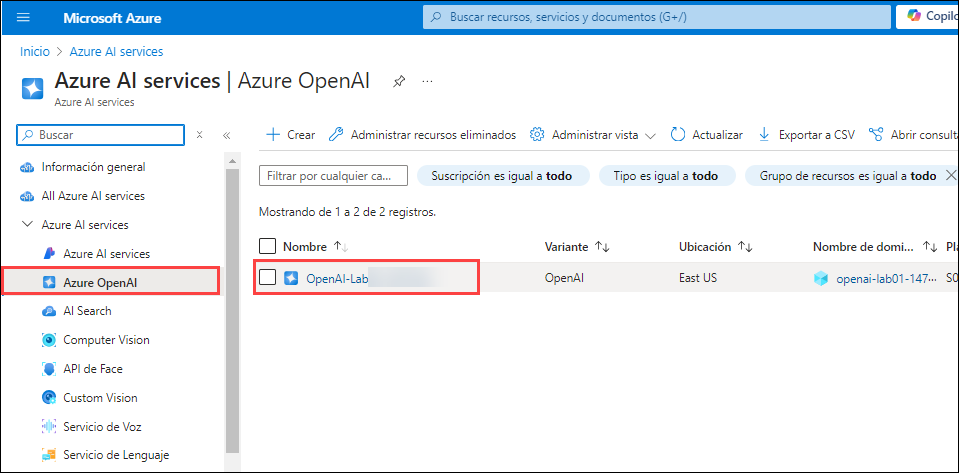 Microsoft Azure
Buscar recursos, servicios y documentos (G+/)
Copilo
Inicio > Azure AI services
Azure AI services | Azure OpenAI
Azure AI services
Buscar
Crear Administrar recursos eliminados Administrar vista Actualizar Exportar a CSV Abrir consulta
Información general
All Azure AI services
Azure AI services
Azure AI services
Azure OpenAI
AI Search
Computer Vision
API de Face
Custom Vision
Servicio de Voz
Servicio de Lenguaje
Filtrar por cualquier ca... Suscripción es igual a todo Tipo es igual a todo Grupo de recursos es igual a todo
Mostrando de 1 a 2 de 2 registros.
Nombre Variante Ubicación Nombre de domi... Pla
OpenAI-Lab OpenAI East US openai-lab01-147... S0